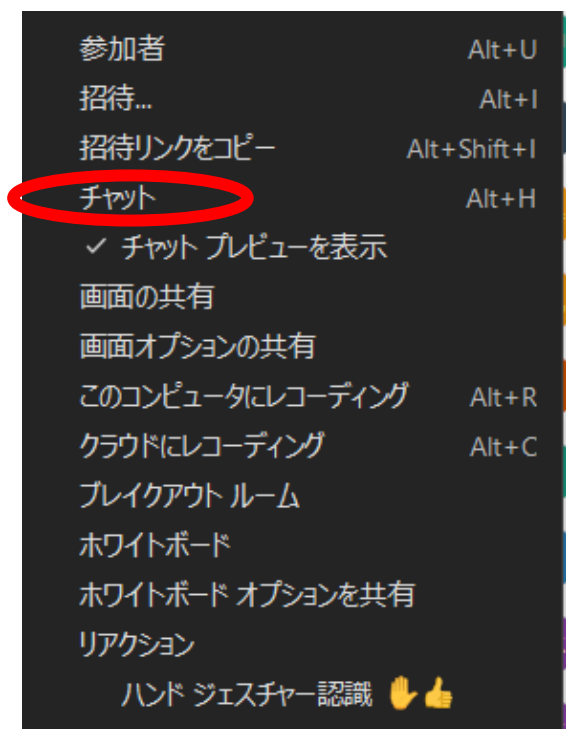 参加者 Alt+U
招待... Alt+I
招待リンクをコピー Alt+Shift+I
チャット Alt+H
✓ チャット プレビューを表示
画面の共有
画面オプションの共有
このコンピュータにレコーディング Alt+R
クラウドにレコーディング Alt+C
ブレイクアウト ルーム
ホワイトボード
ホワイトボード オプションを共有
リアクション
ハンド ジェスチャー認識 ✋👍